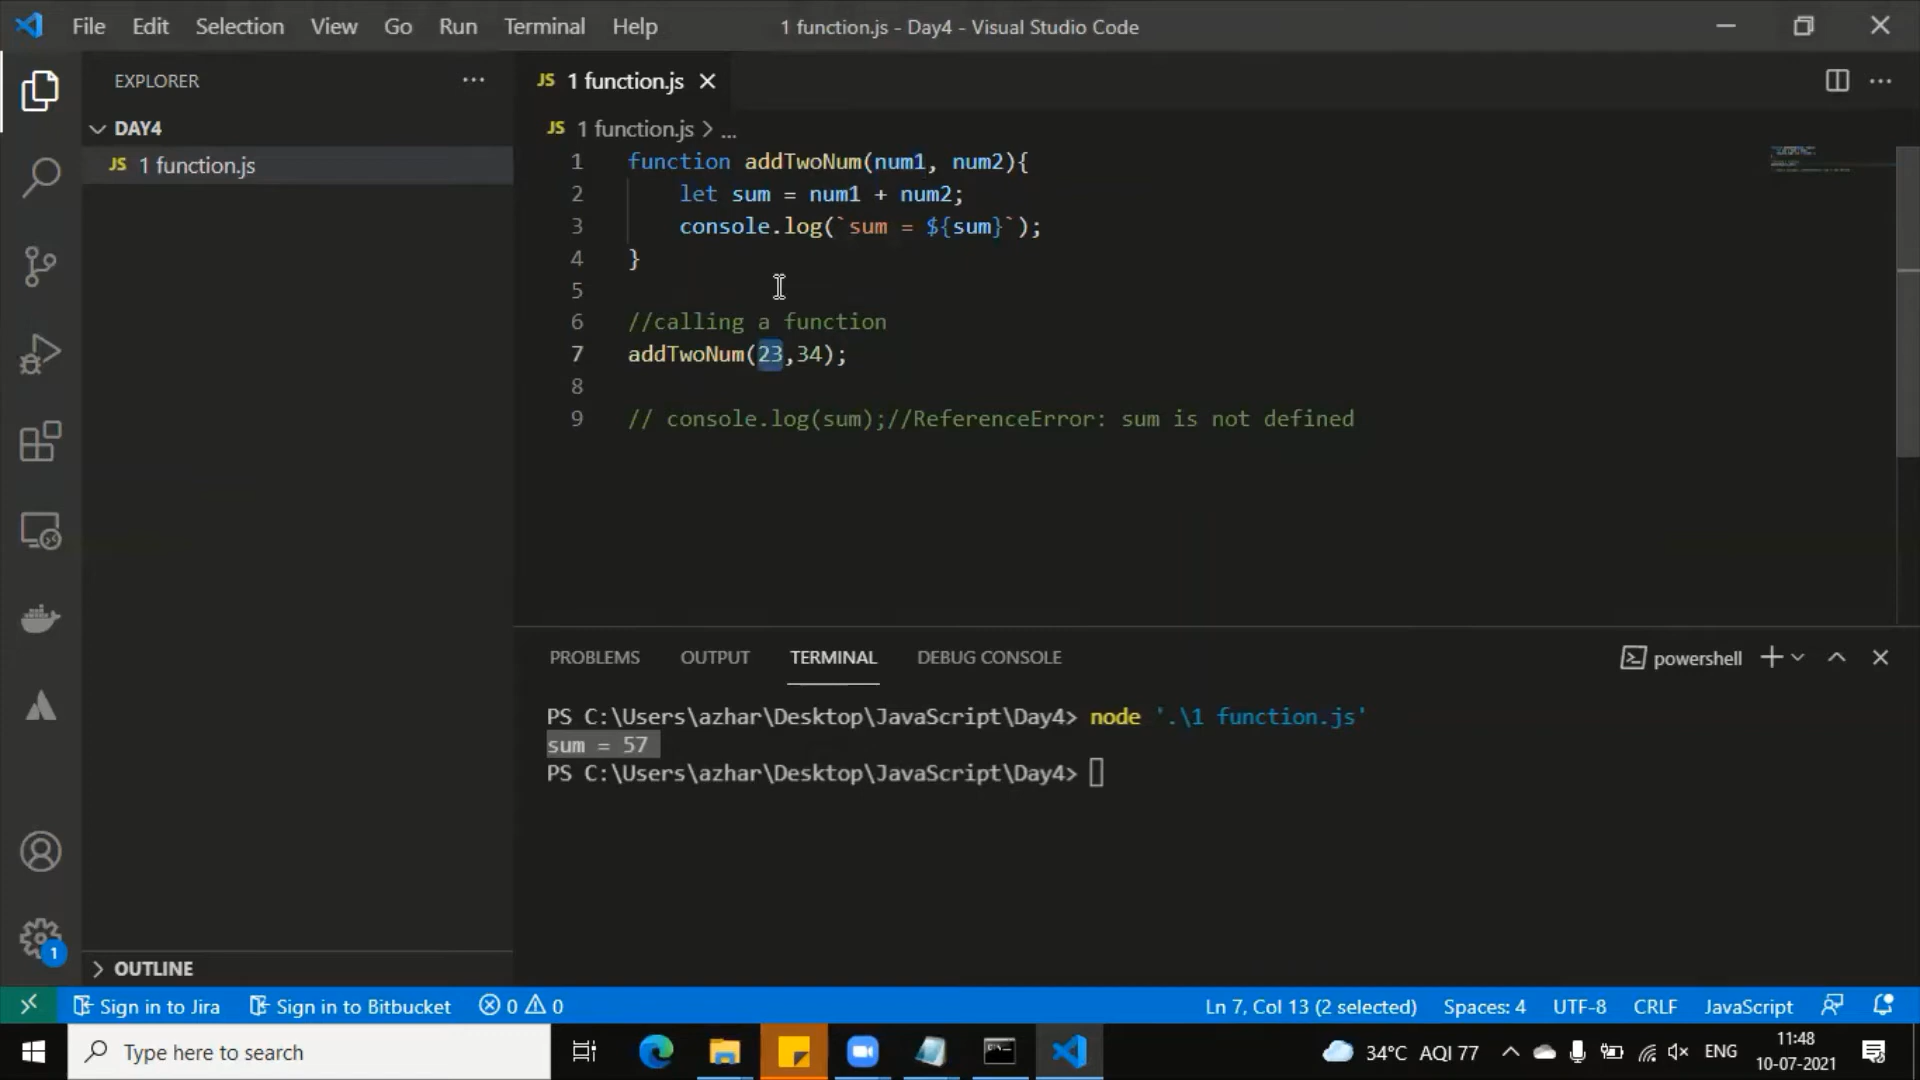 File Edit Selection View Go Run Terminal Help
1 function.js - Day4 - Visual Studio Code
EXPLORER ...
DAY4
JS 1 function.js
JS 1 function.js
JS 1 function.js > ...
1 function addTwoNum(num1, num2){
2 let sum = num1 + num2;
3 console.log(`sum = ${sum}`);
4 }
5
6 //calling a function
7 addTwoNum(23,34);
8
9 // console.log(sum);//ReferenceError: sum is not defined
PROBLEMS OUTPUT TERMINAL DEBUG CONSOLE
powershell
PS C:\Users\azhar\Desktop\JavaScript\Day4> node '.\1 function.js'
sum = 57
PS C:\Users\azhar\Desktop\JavaScript\Day4>
1
OUTLINE
Sign in to Jira Sign in to Bitbucket 0 0
Ln 7, Col 13 (2 selected) Spaces: 4 UTF-8 CRLF JavaScript
Type here to search
34°C AQI 77 ENG
11:48
10-07-2021